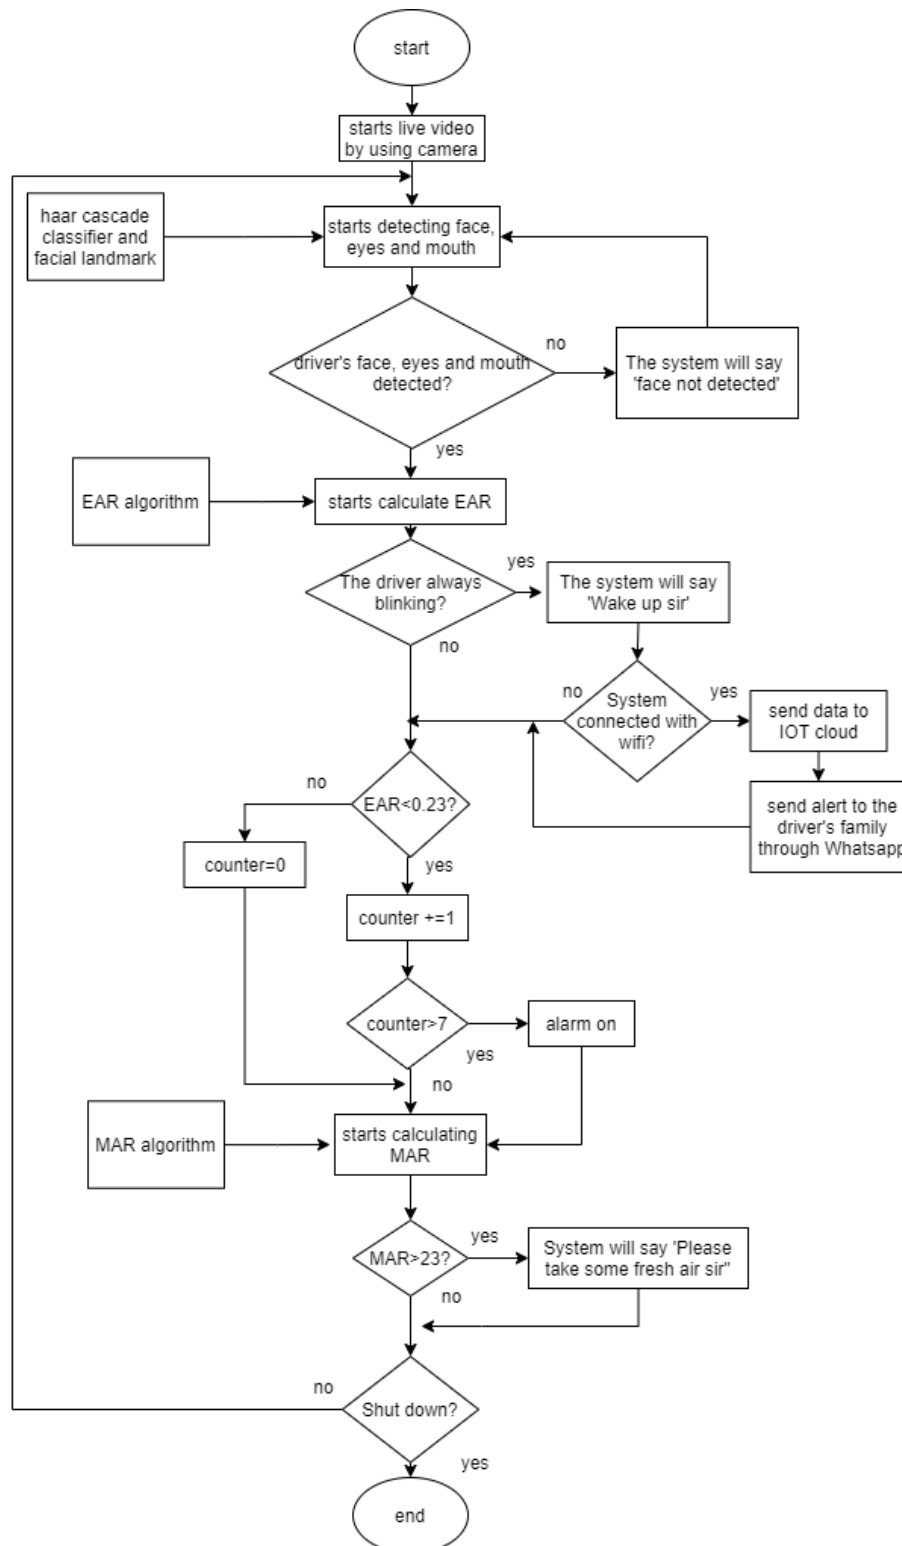 start
starts live video
by using camera
haar cascade
classifier and
facial landmark
starts detecting face,
eyes and mouth
driver's face, eyes and mouth
detected?
no
The system will say
'face not detected'
yes
EAR algorithm
starts calculate EAR
The driver always
blinking?
yes
The system will say
'Wake up sir'
no
no
System
connected with
wifi?
yes
send data to
IOT cloud
send alert to the
driver's family
through Whatsapp
no
EAR<0.23?
counter=0
yes
counter +=1
counter>7
yes
alarm on
no
MAR algorithm
starts calculating
MAR
MAR>23?
yes
System will say 'Please
take some fresh air sir"
no
no
Shut down?
yes
end